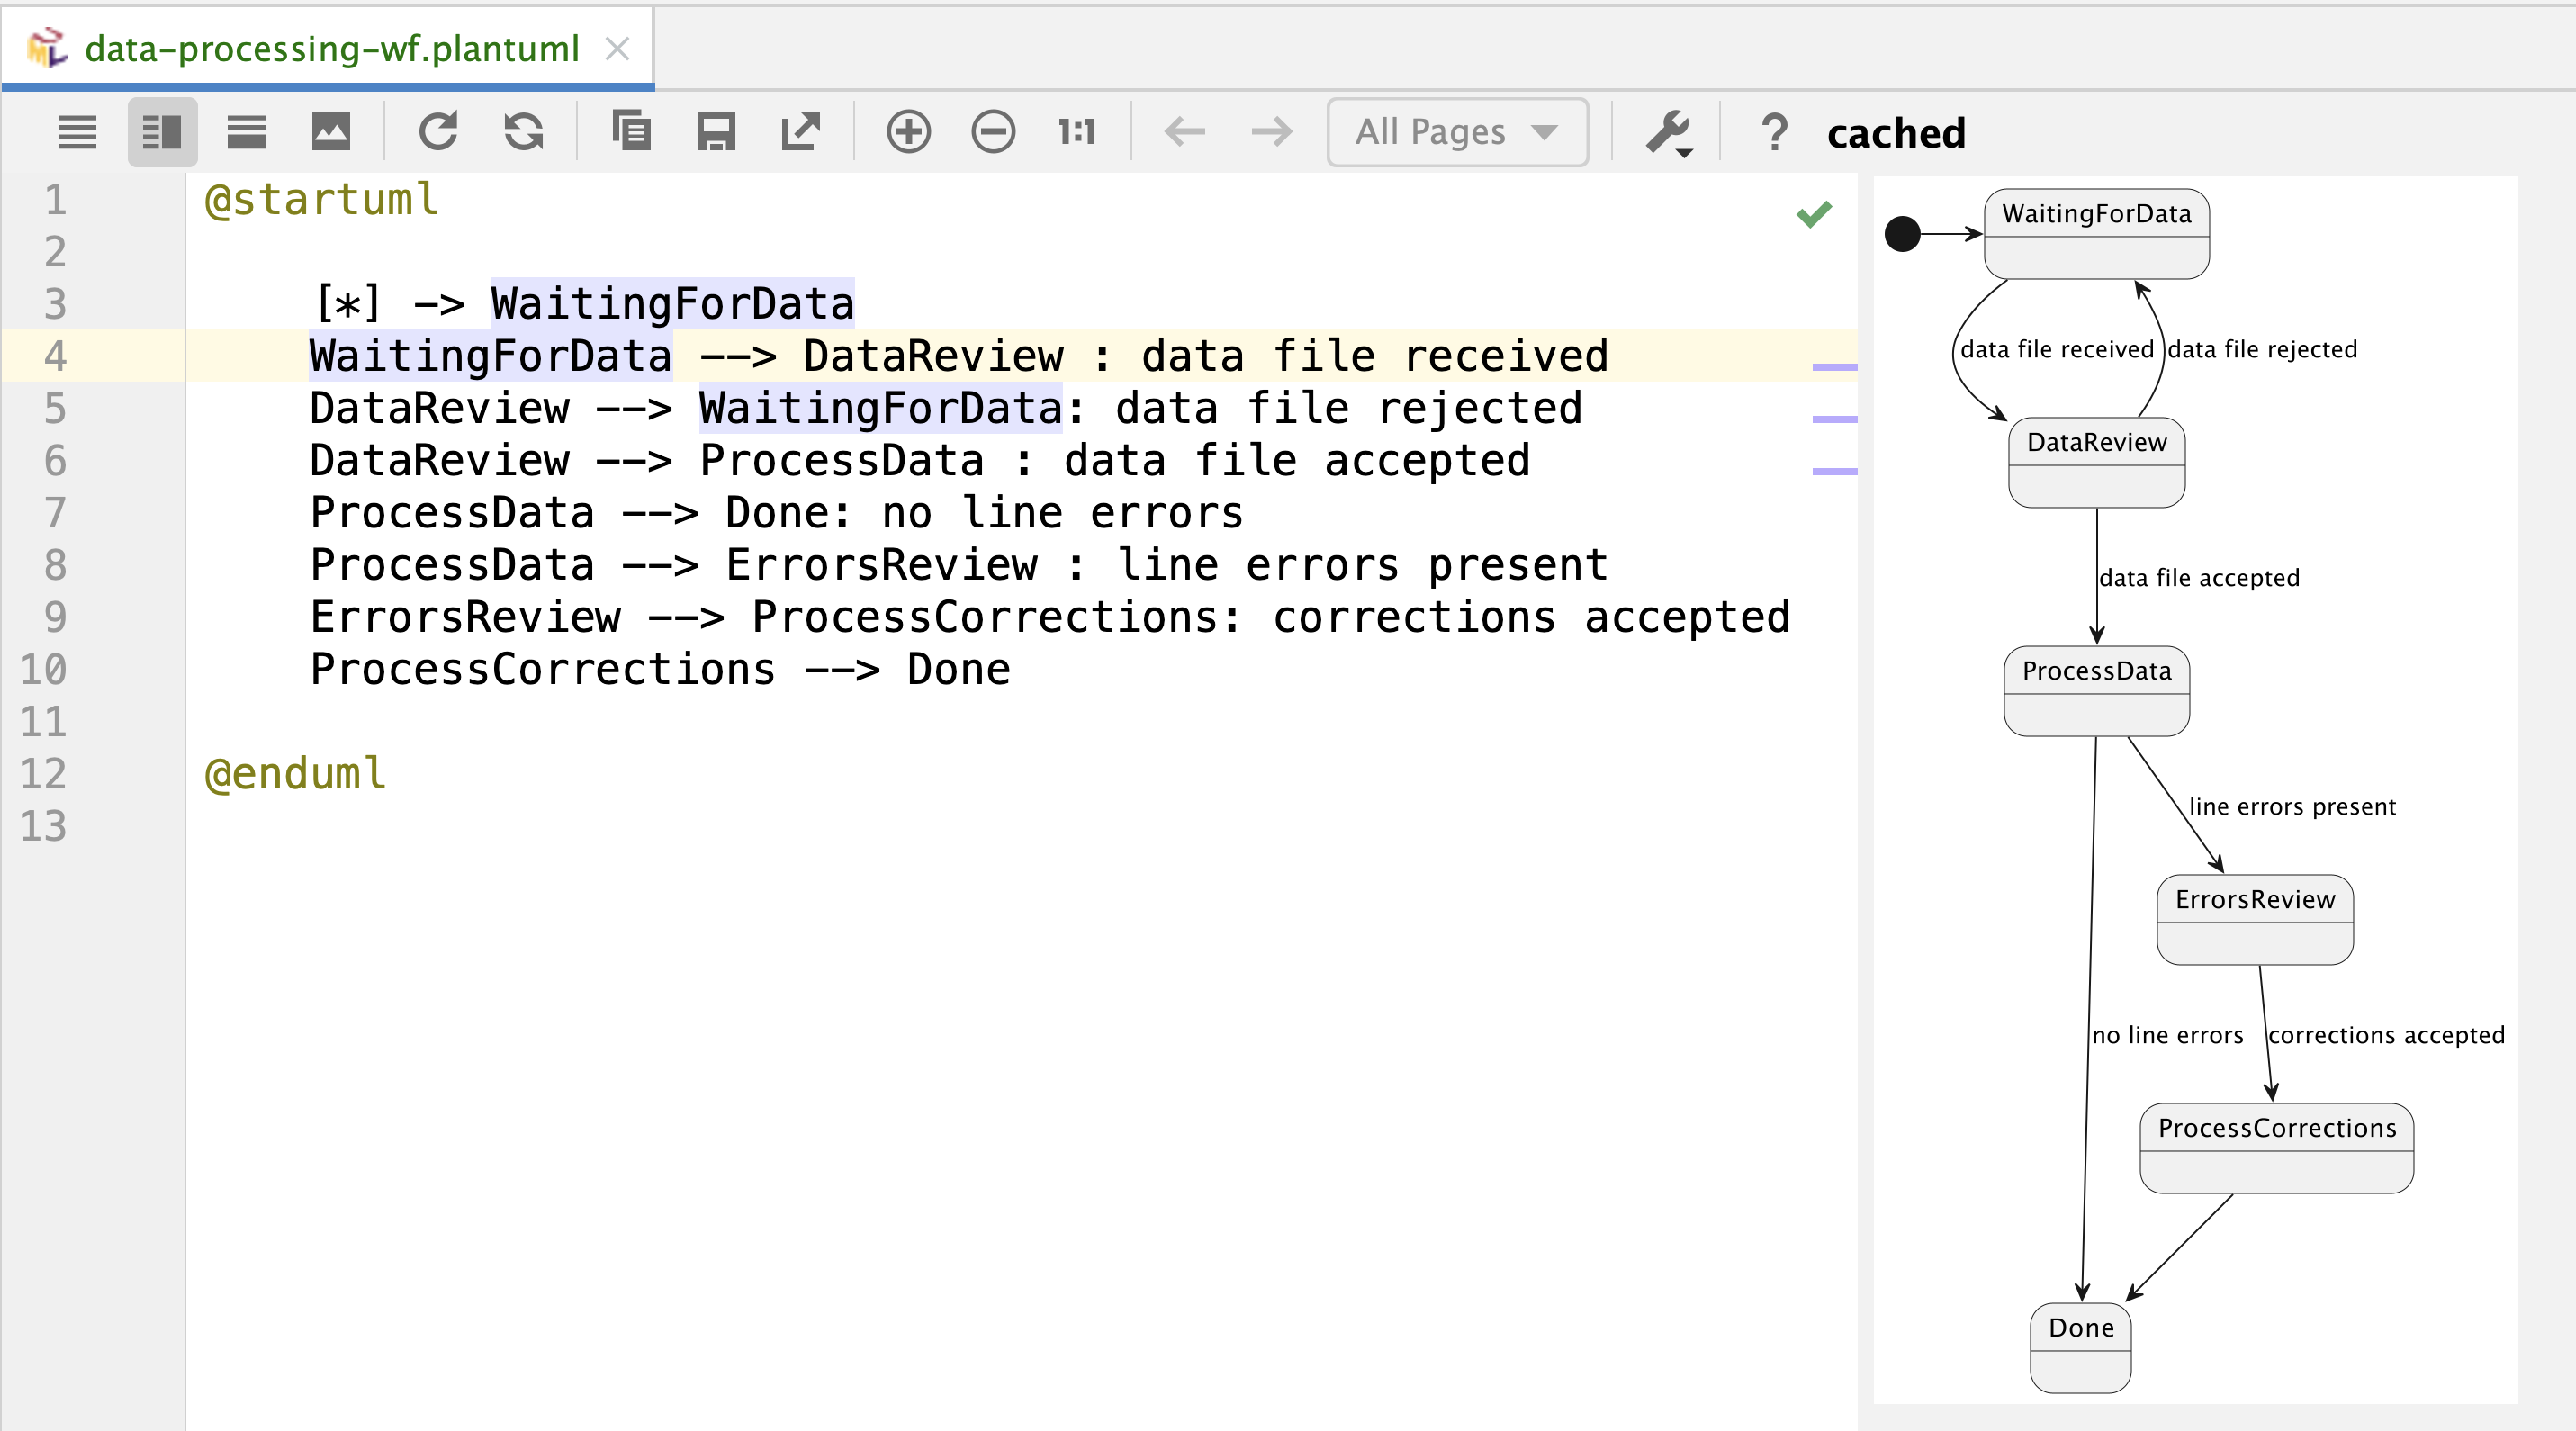 data-processing-wf.plantuml
1:1 All Pages ? cached
1 @startuml
2
3 [*] -> WaitingForData
4 WaitingForData --> DataReview : data file received
5 DataReview --> WaitingForData: data file rejected
6 DataReview --> ProcessData : data file accepted
7 ProcessData --> Done: no line errors
8 ProcessData --> ErrorsReview : line errors present
9 ErrorsReview --> ProcessCorrections: corrections accepted
10 ProcessCorrections --> Done
11
12 @enduml
13
WaitingForData
data file received data file rejected
DataReview
data file accepted
ProcessData
line errors present
ErrorsReview
no line errors corrections accepted
ProcessCorrections
Done